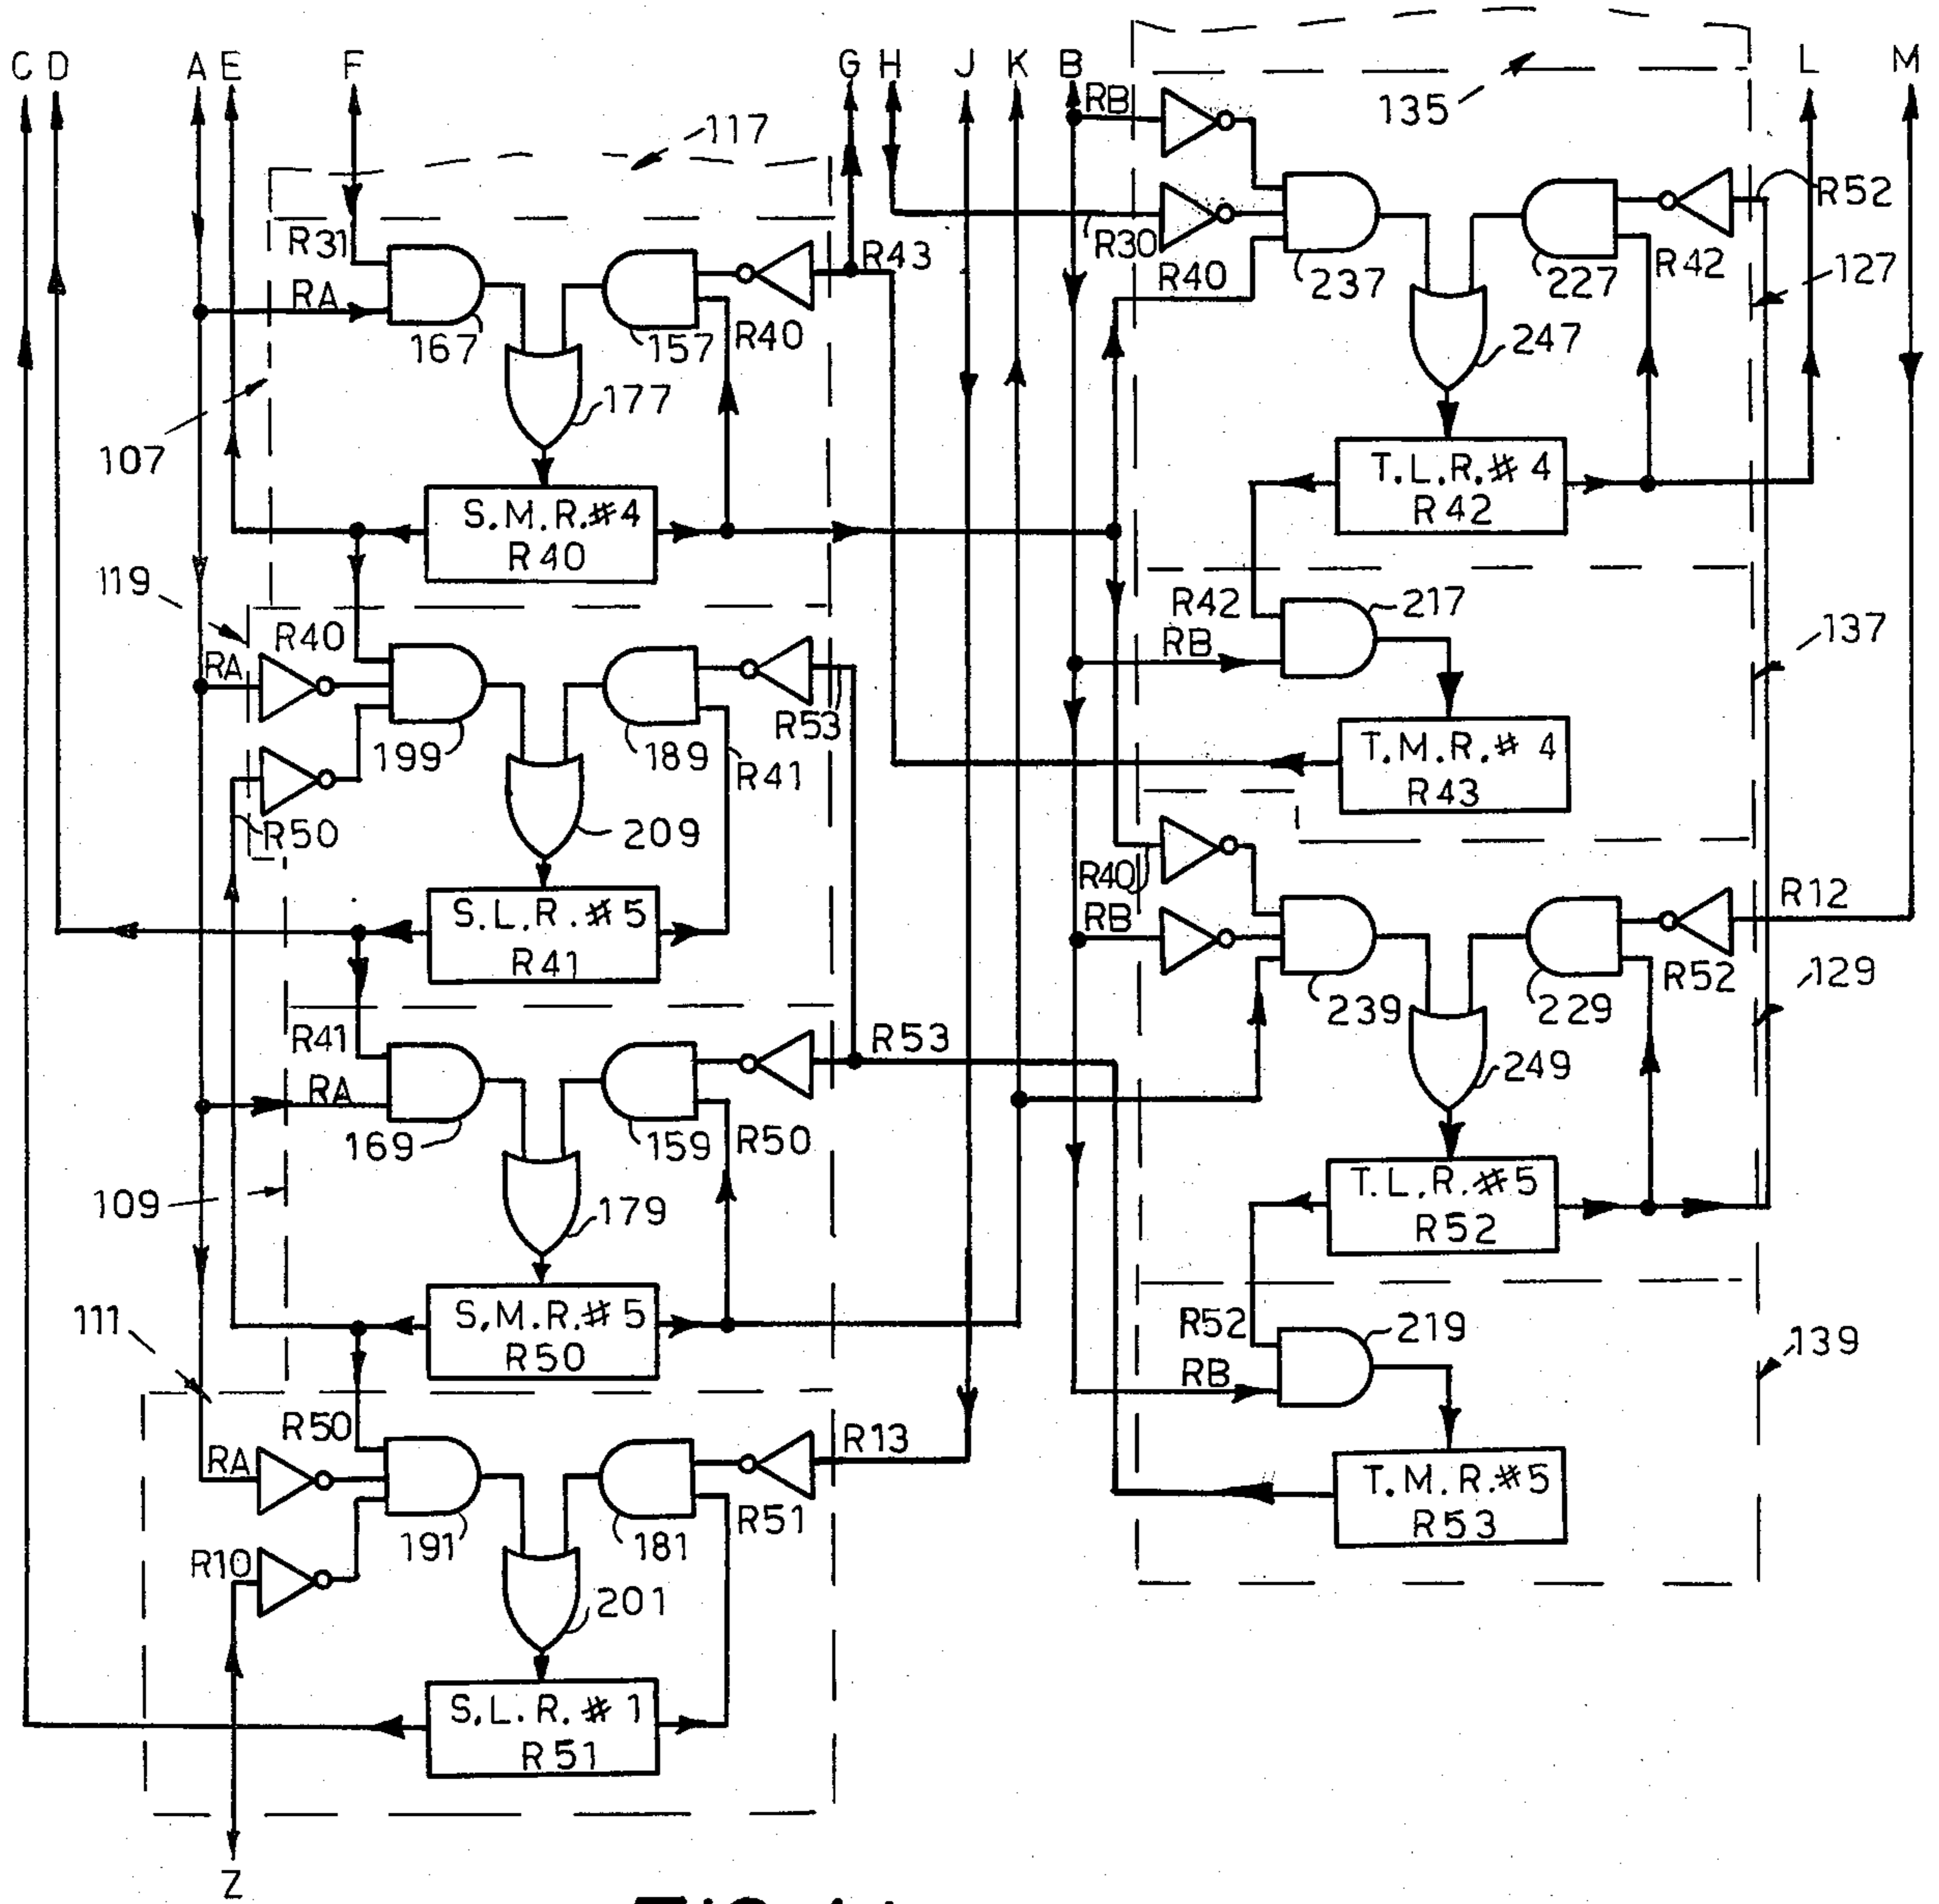 C D A E F G H J K B L M
RB
135
117
R52
R31
R43
R30
R42
127
RA
R40
237
227
167
157
R40
247
177
107
T.L.R.#4
R42
S.M.R.#4
R40
119
R42
217
R40
RB
137
RA
R53
199
189
R41
T.M.R.#4
R43
R50
209
R40
R12
S.L.R.#5
R41
RB
R52
129
239
229
R41
R53
249
RA
169
159
R50
109
179
T.L.R.#5
R52
S.M.R.#5
R50
111
R52
219
139
RB
R50
R13
RA
T.M.R.#5
R53
191
181
R51
R10
201
S.L.R.#1
R51
Z